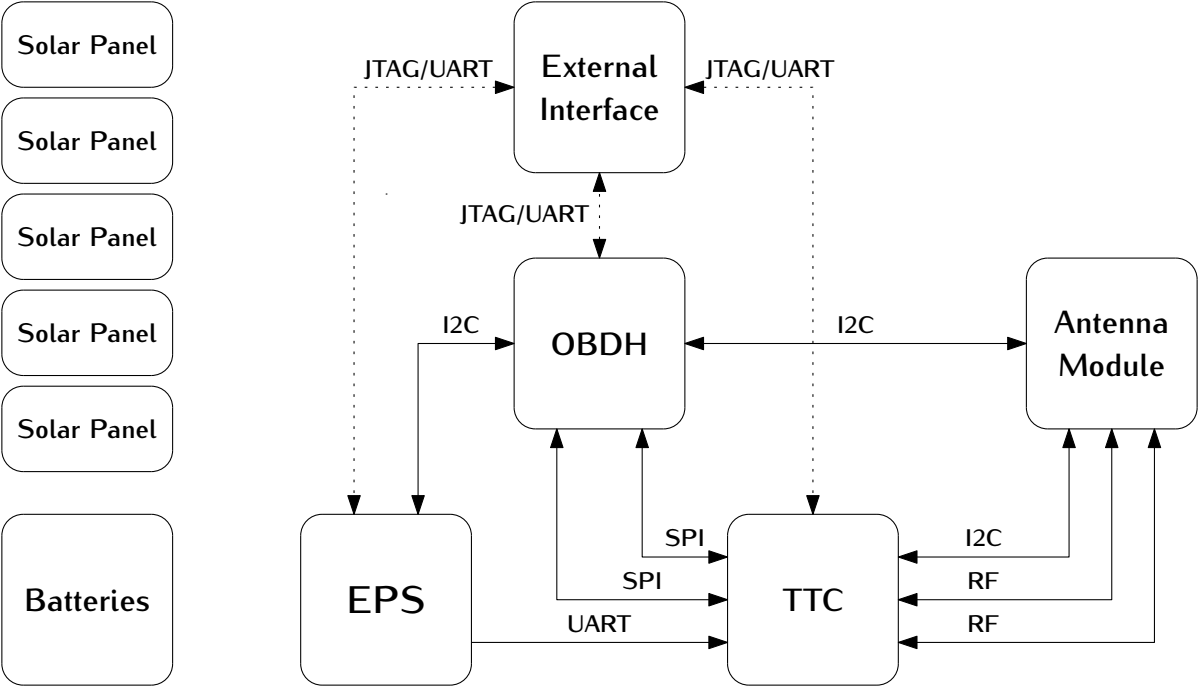 Solar Panel
Solar Panel
Solar Panel
Solar Panel
Solar Panel
Batteries
JTAG/UART
External
Interface
JTAG/UART
JTAG/UART
I2C
OBDH
I2C
Antenna
Module
SPI
SPI
UART
EPS
TTC
I2C
RF
RF